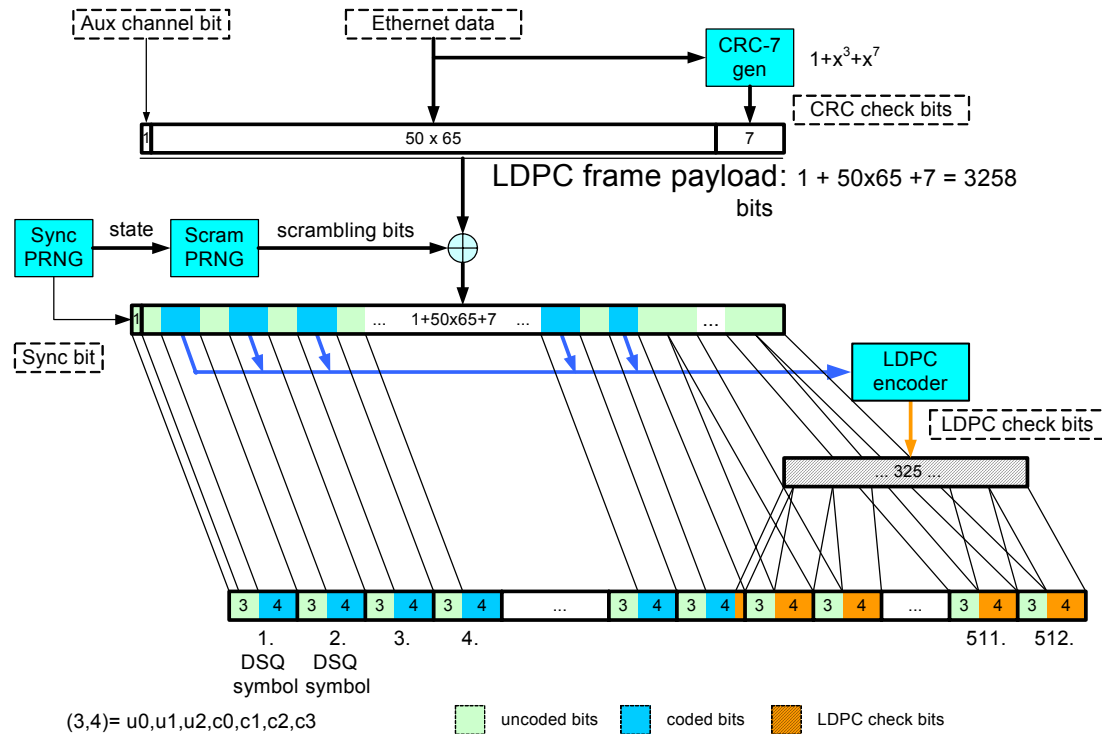 Aux channel bit
Ethernet data
CRC-7
gen
1+x³+x⁷
CRC check bits
1
50 x 65
7
LDPC frame payload: 1 + 50x65 +7 = 3258
bits
Sync
PRNG
state
Scram
PRNG
scrambling bits
1
... 1+50x65+7 ...
...
Sync bit
LDPC
encoder
LDPC check bits
... 325 ...
3 4 3 4 3 4 3 4 ... 3 4 3 4 3 4 3 4 ... 3 4 3 4
1. 2. 3. 4. 511. 512.
DSQ DSQ
symbol symbol
(3,4)= u0,u1,u2,c0,c1,c2,c3
uncoded bits
coded bits
LDPC check bits